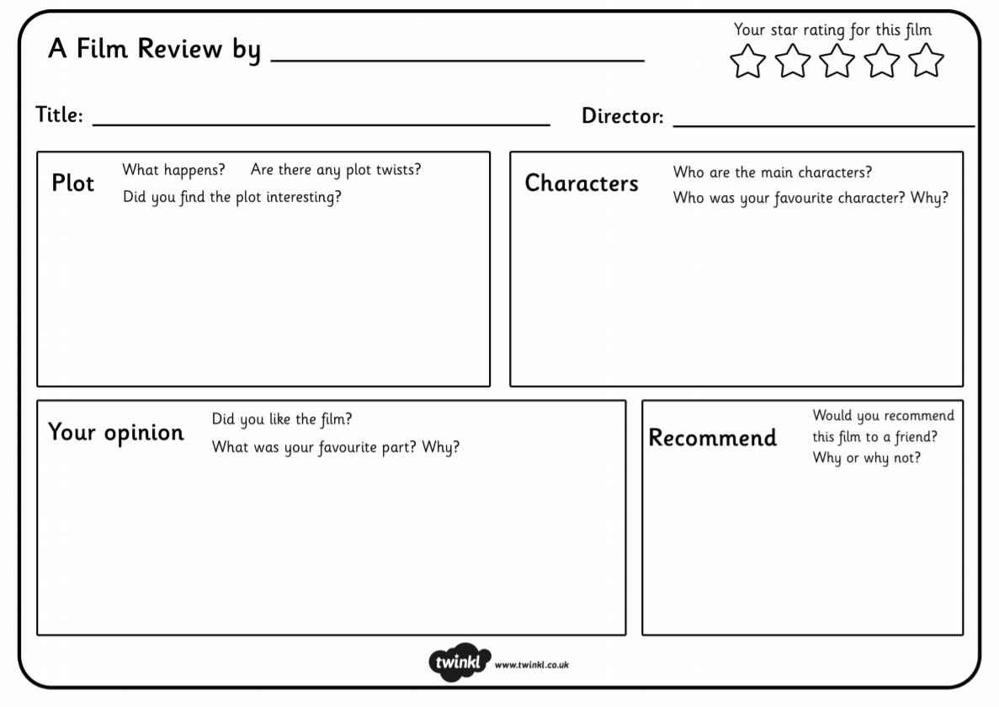 A Film Review by
Your star rating for this film
Title:
Director:
Plot
What happens? Are there any plot twists?
Did you find the plot interesting?
Characters
Who are the main characters?
Who was your favourite character? Why?
Your opinion
Did you like the film?
What was your favourite part? Why?
Recommend
Would you recommend
this film to a friend?
Why or why not?
twinkl www.twinkl.co.uk